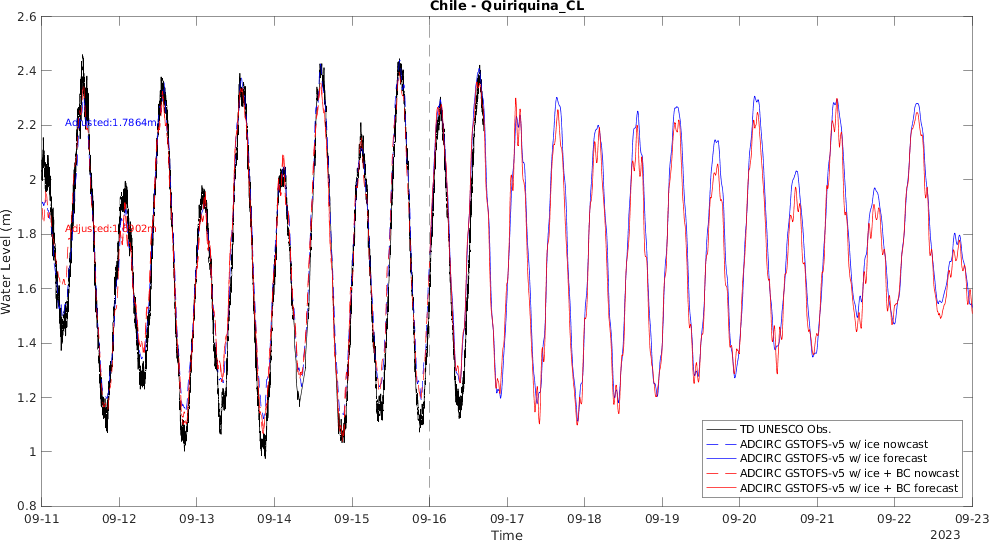 Chile - Quiriquina_CL
2.6
2.4
2.2
2
1.8
1.6
1.4
1.2
1
0.8
Water Level (m)
Adjusted:1.7864m
09-11
09-12
09-13
09-14
09-15
09-16
09-17
09-18
09-19
09-20
09-21
09-22
09-23
Time
2023
TD UNESCO Obs.
ADCIRC GSTOFS-v5 w/ ice nowcast
ADCIRC GSTOFS-v5 w/ ice forecast
ADCIRC GSTOFS-v5 w/ ice + BC nowcast
ADCIRC GSTOFS-v5 w/ ice + BC forecast